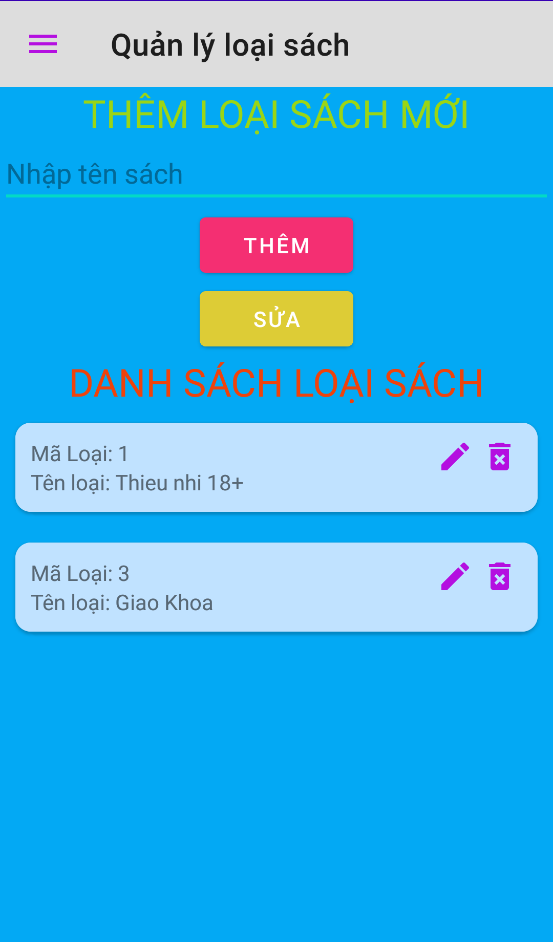 Quản lý loại sách
THÊM LOẠI SÁCH MỚI
Nhập tên sách
THÊM
SỬA
DANH SÁCH LOẠI SÁCH
Mã Loại: 1
Tên loại: Thieu nhi 18+
Mã Loại: 3
Tên loại: Giao Khoa